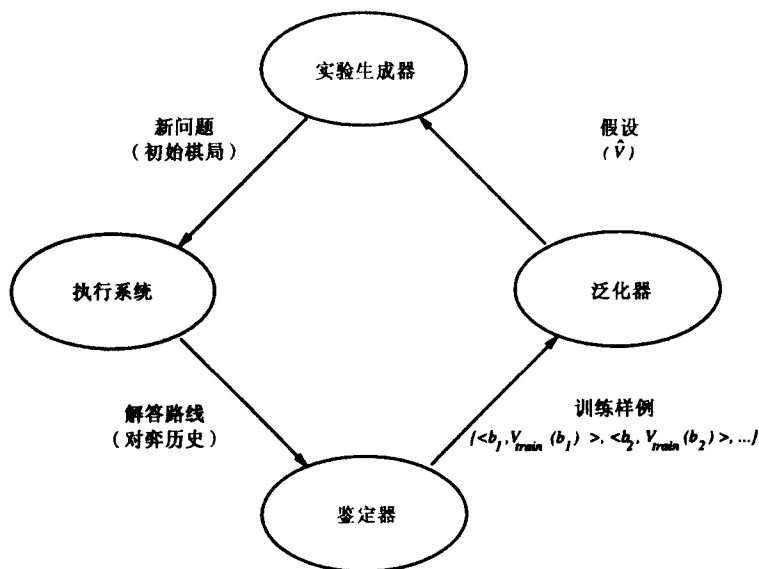 实验生成器
新问题
(初始棋局)
假设
(V̂)
执行系统
泛化器
解答路线
(对弈历史)
训练样例
{<b₁,V_train(b₁)>,<b₂,V_train(b₂)>,...}
鉴定器